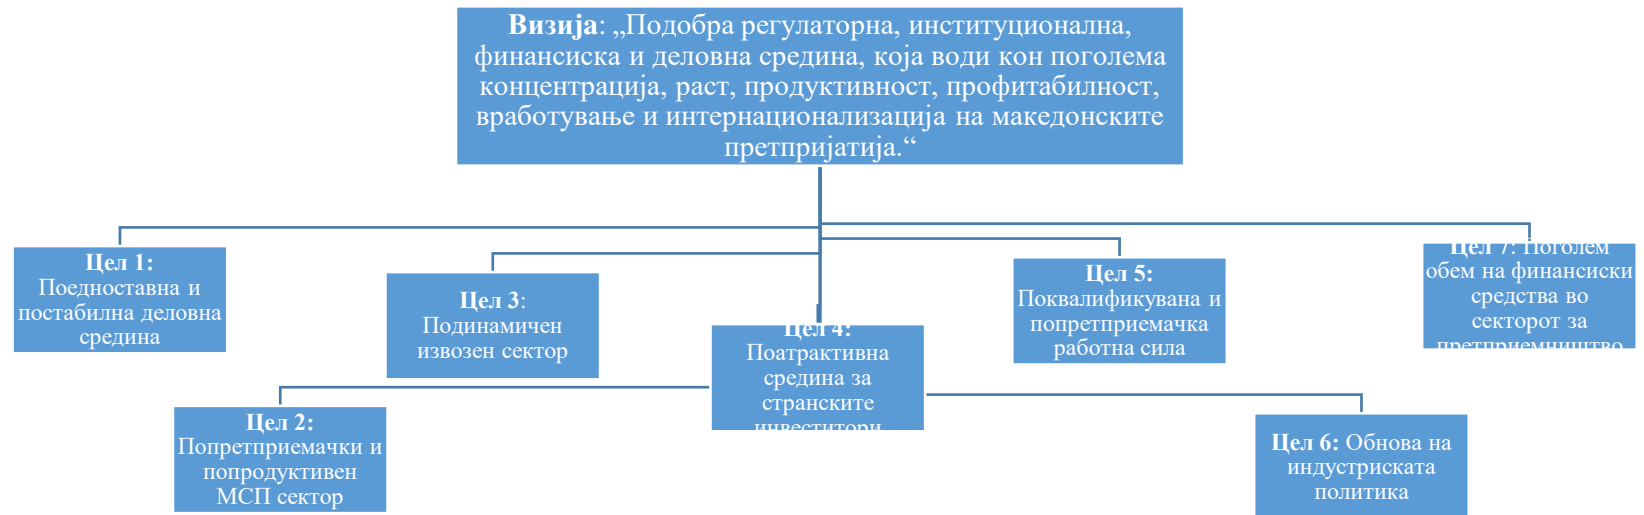 Визија: „Подобра регулаторна, институционална,
финансиска и деловна средина, која води кон поголема
концентрација, раст, продуктивност, профитабилност,
вработување и интернационализација на македонските
претпријатија.“
Цел 1:
Поедноставна и
постабилна деловна
средина
Цел 2:
Попретприемачки и
попродуктивен
МСП сектор
Цел 3:
Подинамичен
извозен сектор
Цел 4:
Поатрактивна
средина за
странските
инвеститори
Цел 5:
Поквалификувана и
попретприемачка
работна сила
Цел 6: Обнова на
индустриската
политика
Цел 7: Поголем
обем на финансиски
средства во
секторот за
претприемништво